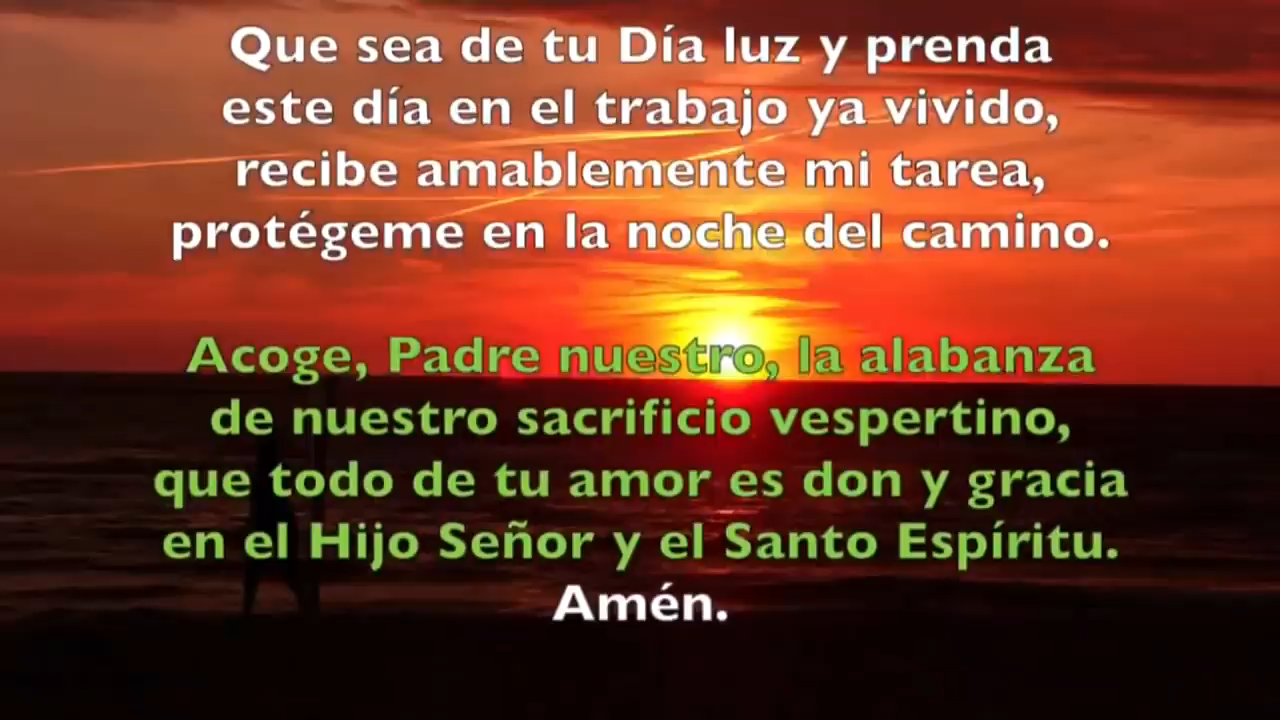 Que sea de tu Día luz y prenda
este día en el trabajo ya vivido,
recibe amablemente mi tarea,
protégeme en la noche del camino.
Acoge, Padre nuestro, la alabanza
de nuestro sacrificio vespertino,
que todo de tu amor es don y gracia
en el Hijo Señor y el Santo Espíritu.
Amén.